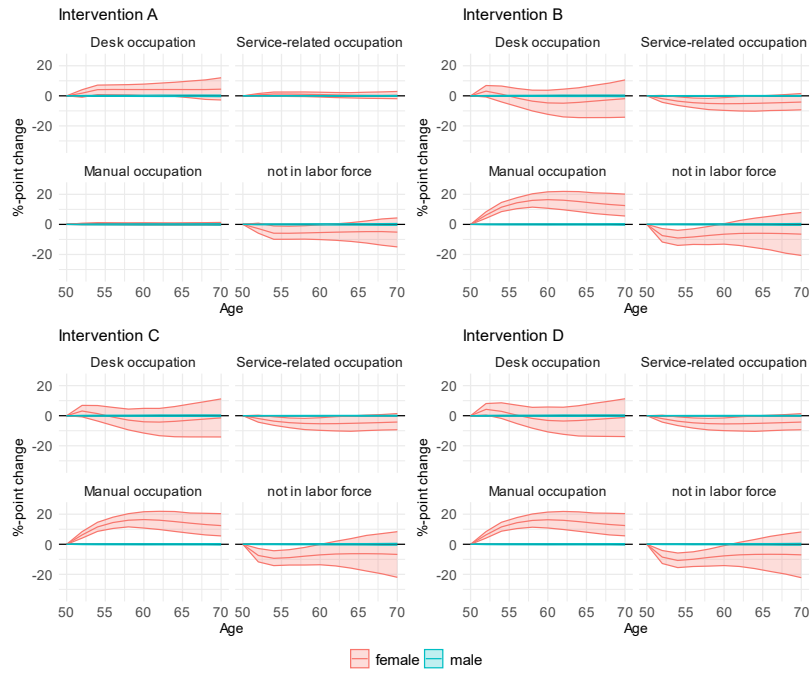 Intervention A
Desk occupation Service-related occupation
20
0
-20
Manual occupation not in labor force
20
0
-20
%-point change
50 55 60 65 70 50 55 60 65 70
Age
Intervention B
Desk occupation Service-related occupation
20
0
-20
Manual occupation not in labor force
20
0
-20
%-point change
50 55 60 65 70 50 55 60 65 70
Age
Intervention C
Desk occupation Service-related occupation
20
0
-20
Manual occupation not in labor force
20
0
-20
%-point change
50 55 60 65 70 50 55 60 65 70
Age
Intervention D
Desk occupation Service-related occupation
20
0
-20
Manual occupation not in labor force
20
0
-20
%-point change
50 55 60 65 70 50 55 60 65 70
Age
female male